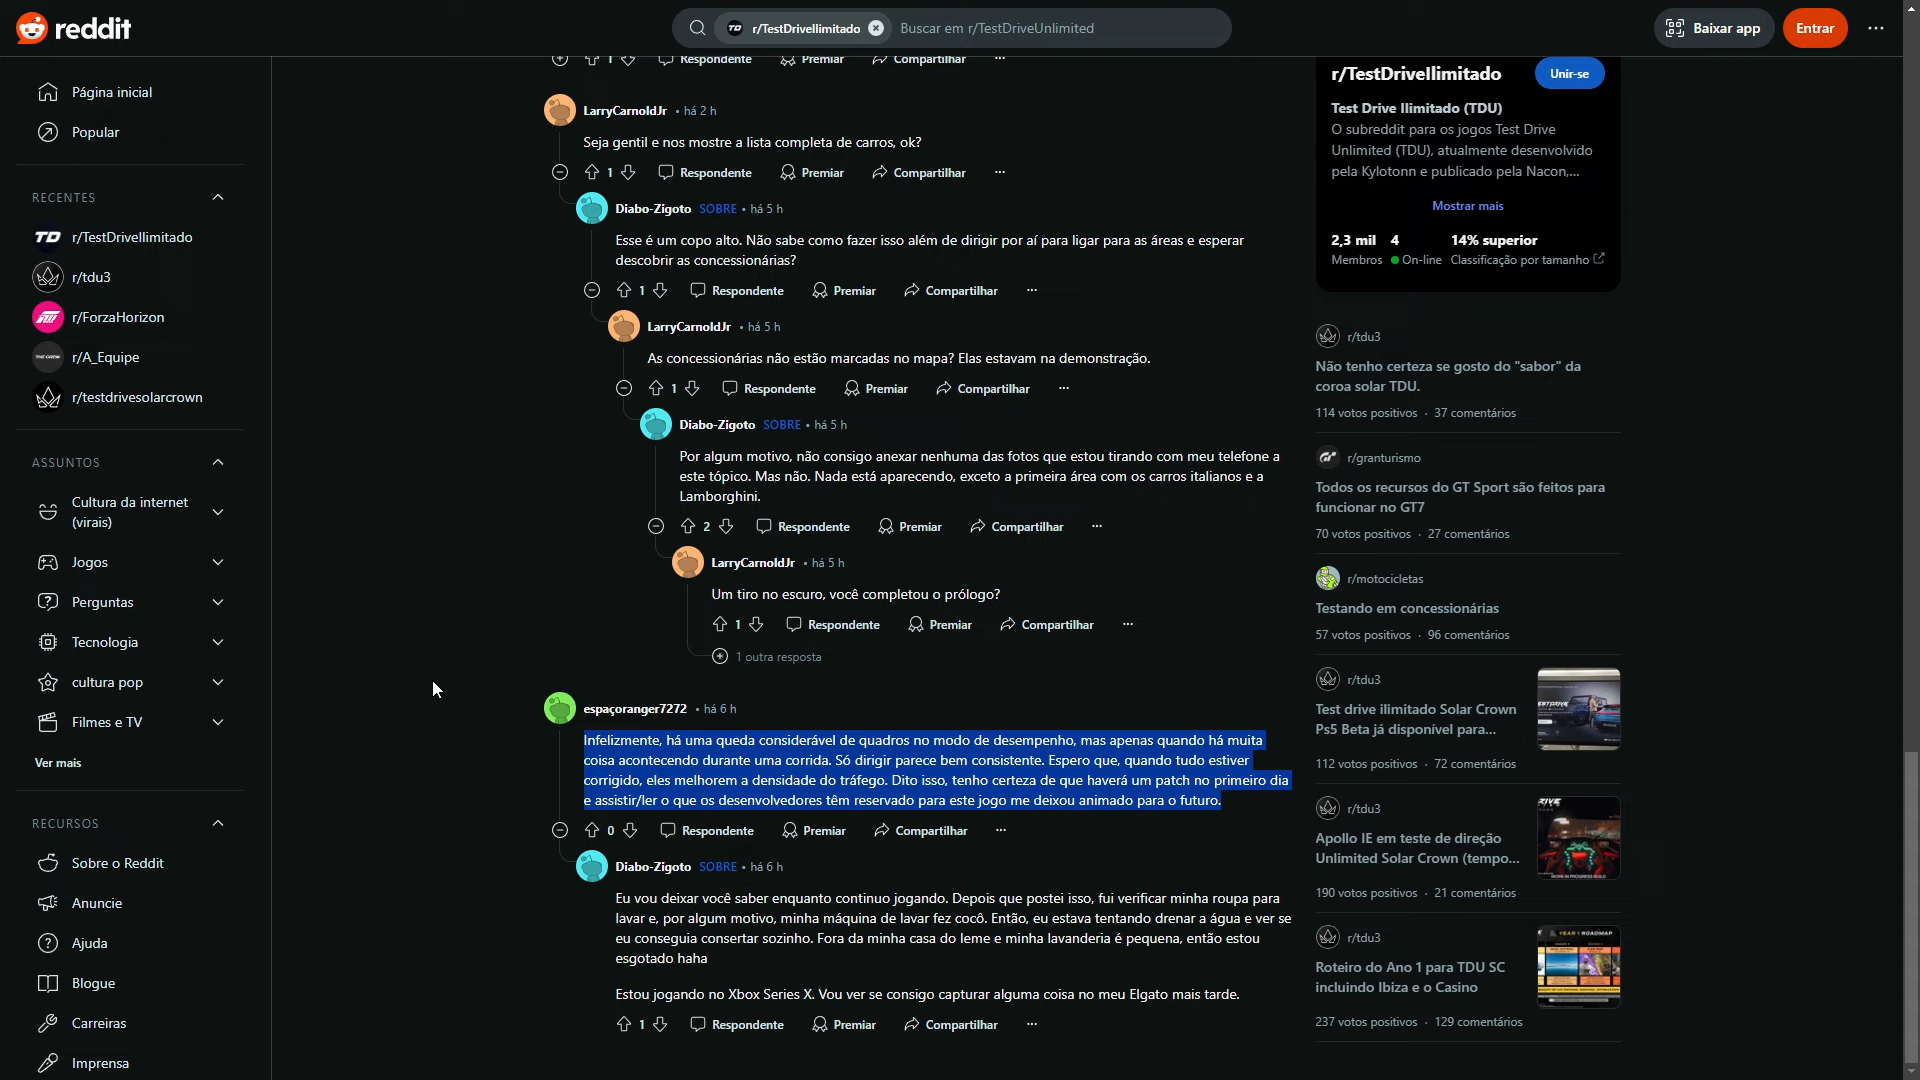 reddit
r/TestDrivellimitado
Buscar em r/TestDriveUnlimited
Baixar app
Entrar
Página inicial
Popular
RECENTES
r/TestDrivellimitado
r/tdu3
r/ForzaHorizon
r/A_Equipe
r/testdrivesolarcrown
ASSUNTOS
Cultura da internet
(virais)
Jogos
Perguntas
Tecnologia
cultura pop
Filmes e TV
Ver mais
RECURSOS
Sobre o Reddit
Anuncie
Ajuda
Blogue
Carreiras
Imprensa
1 Respondente Premiar Compartilhar
LarryCarnoldJr • há 2 h
Seja gentil e nos mostre a lista completa de carros, ok?
1 Respondente Premiar Compartilhar
Diabo-Zigoto SOBRE • há 5 h
Esse é um copo alto. Não sabe como fazer isso além de dirigir por aí para ligar para as áreas e esperar
descobrir as concessionárias?
1 Respondente Premiar Compartilhar
LarryCarnoldJr • há 5 h
As concessionárias não estão marcadas no mapa? Elas estavam na demonstração.
1 Respondente Premiar Compartilhar
Diabo-Zigoto SOBRE • há 5 h
Por algum motivo, não consigo anexar nenhuma das fotos que estou tirando com meu telefone a
este tópico. Mas não. Nada está aparecendo, exceto a primeira área com os carros italianos e a
Lamborghini.
2 Respondente Premiar Compartilhar
LarryCarnoldJr • há 5 h
Um tiro no escuro, você completou o prólogo?
1 Respondente Premiar Compartilhar
1 outra resposta
espaçoranger7272 • há 6 h
Infelizmente, há uma queda considerável de quadros no modo de desempenho, mas apenas quando há muita
coisa acontecendo durante uma corrida. Só dirigir parece bem consistente. Espero que, quando tudo estiver
corrigido, eles melhorem a densidade do tráfego. Dito isso, tenho certeza de que haverá um patch no primeiro dia
e assistir/ler o que os desenvolvedores têm reservado para este jogo me deixou animado para o futuro.
0 Respondente Premiar Compartilhar
Diabo-Zigoto SOBRE • há 6 h
Eu vou deixar você saber enquanto continuo jogando. Depois que postei isso, fui verificar minha roupa para
lavar e, por algum motivo, minha máquina de lavar fez cocô. Então, eu estava tentando drenar a água e ver se
eu conseguia consertar sozinho. Fora da minha casa do leme e minha lavanderia é pequena, então estou
esgotado haha
Estou jogando no Xbox Series X. Vou ver se consigo capturar alguma coisa no meu Elgato mais tarde.
1 Respondente Premiar Compartilhar
r/TestDrivellimitado
Unir-se
Test Drive Ilimitado (TDU)
O subreddit para os jogos Test Drive
Unlimited (TDU), atualmente desenvolvido
pela Kylotonn e publicado pela Nacon,...
Mostrar mais
2,3 mil 4 14% superior
Membros On-line Classificação por tamanho
r/tdu3
Não tenho certeza se gosto do "sabor" da
coroa solar TDU.
114 votos positivos · 37 comentários
r/granturismo
Todos os recursos do GT Sport são feitos para
funcionar no GT7
70 votos positivos · 27 comentários
r/motocicletas
Testando em concessionárias
57 votos positivos · 96 comentários
r/tdu3
Test drive ilimitado Solar Crown
Ps5 Beta já disponível para...
112 votos positivos · 72 comentários
r/tdu3
Apollo IE em teste de direção
Unlimited Solar Crown (tempo...
190 votos positivos · 21 comentários
r/tdu3
Roteiro do Ano 1 para TDU SC
incluindo Ibiza e o Casino
YEAR 1 ROADMAP
237 votos positivos · 129 comentários